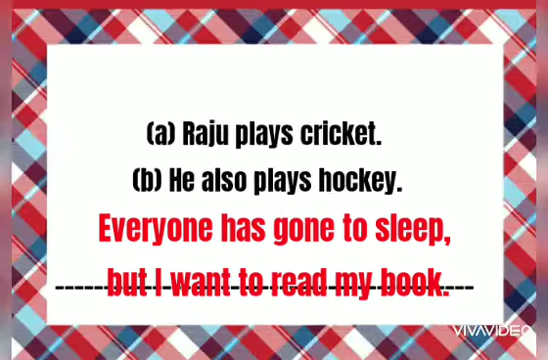 (a) Raju plays cricket.
(b) He also plays hockey.
Everyone has gone to sleep,
but I want to read my book.
VIVAVIDEO